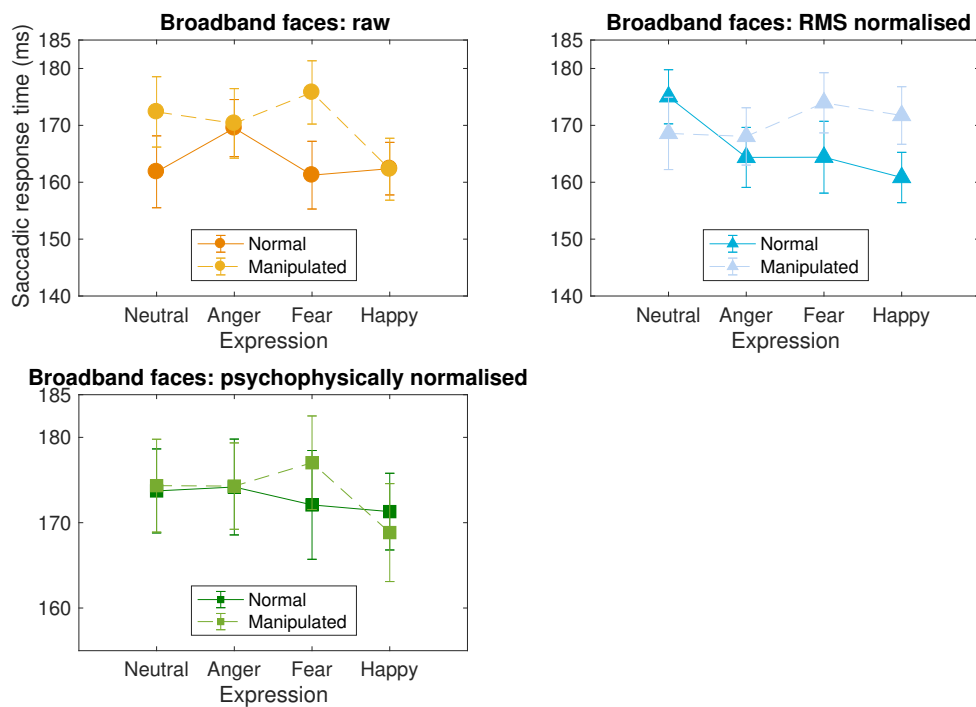 Broadband faces: raw
Saccadic response time (ms)
185
180
170
160
150
140
Normal
Manipulated
Neutral Anger Fear Happy
Expression
Broadband faces: RMS normalised
185
180
170
160
150
140
Normal
Manipulated
Neutral Anger Fear Happy
Expression
Broadband faces: psychophysically normalised
185
180
170
160
Normal
Manipulated
Neutral Anger Fear Happy
Expression